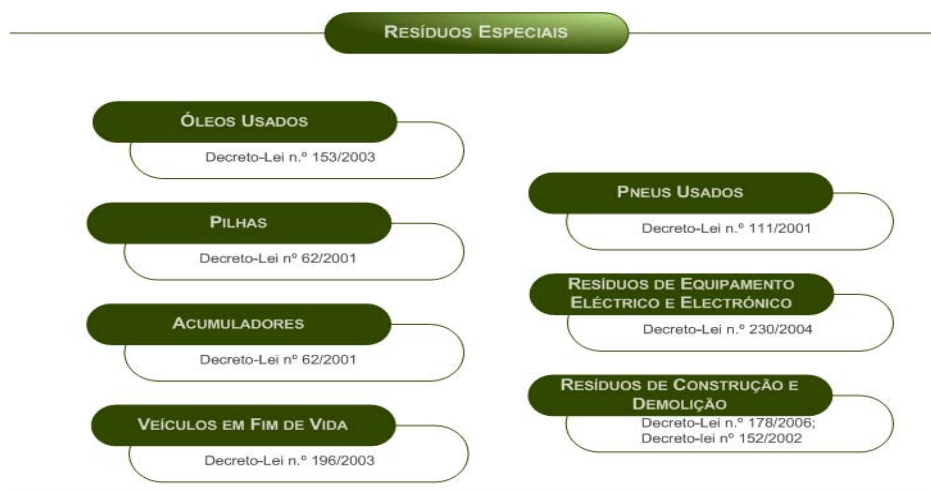 RESÍDUOS ESPECIAIS
ÓLEOS USADOS
Decreto-Lei n.º 153/2003
PILHAS
Decreto-Lei nº 62/2001
ACUMULADORES
Decreto-Lei nº 62/2001
VEÍCULOS EM FIM DE VIDA
Decreto-Lei n.º 196/2003
PNEUS USADOS
Decreto-Lei n.º 111/2001
RESÍDUOS DE EQUIPAMENTO
ELÉCTRICO E ELECTRÓNICO
Decreto-Lei n.º 230/2004
RESÍDUOS DE CONSTRUÇÃO E
DEMOLIÇÃO
Decreto-Lei n.º 178/2006;
Decreto-lei nº 152/2002